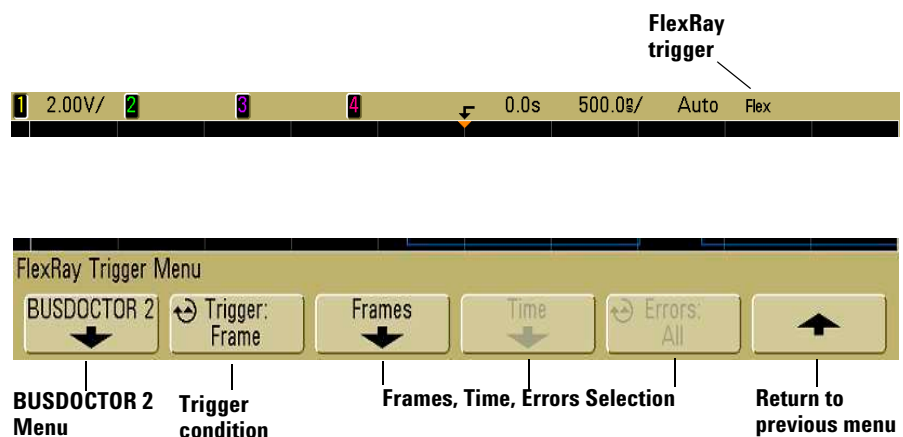 FlexRay
trigger
1 2.00V/ 2 3 4 0.0s 500.0ns/ Auto Flex
FlexRay Trigger Menu
BUSDOCTOR 2 Trigger: Frames Time Errors:
Frame All
BUSDOCTOR 2 Trigger Frames, Time, Errors Selection Return to
Menu condition previous menu